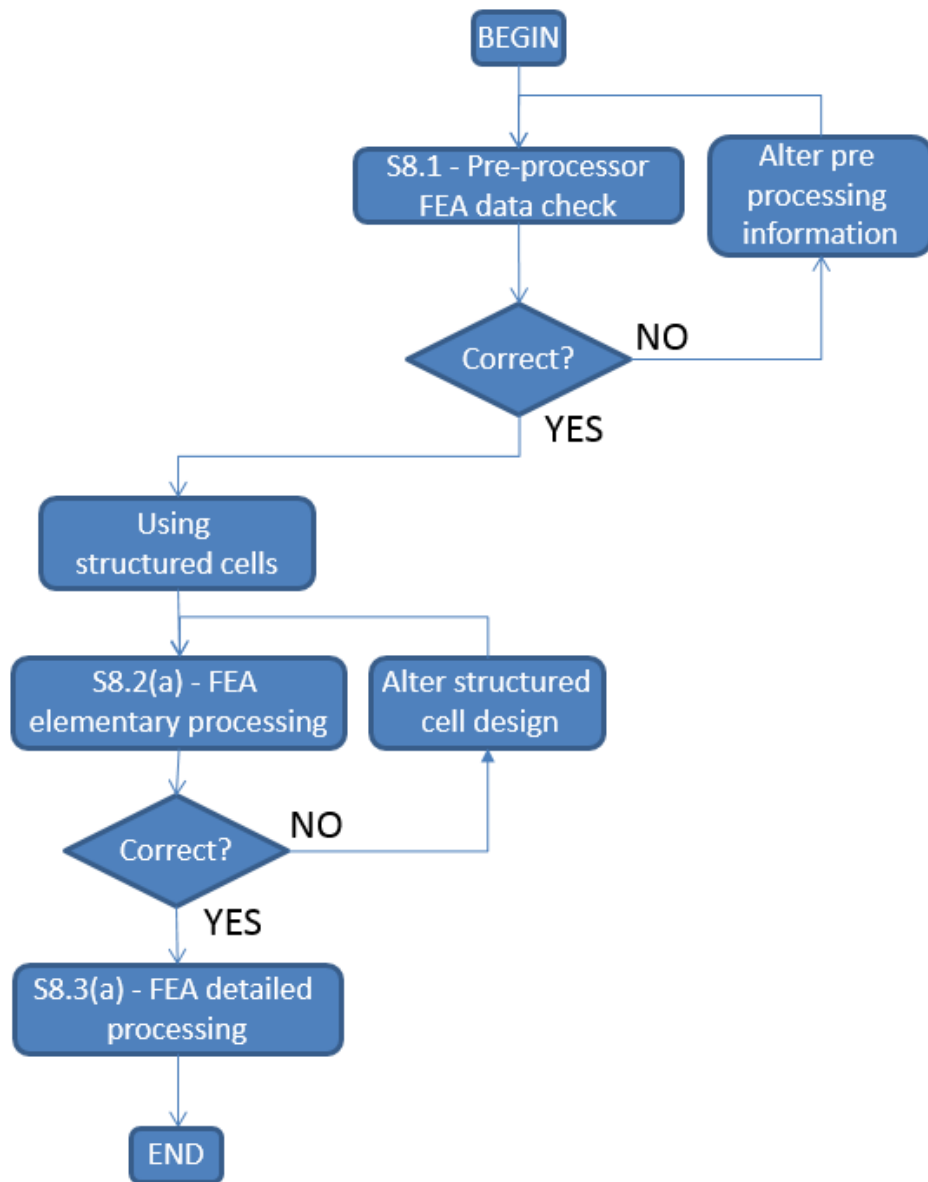 BEGIN
S8.1 - Pre-processor
FEA data check
Alter pre
processing
information
Correct?
NO
YES
Using
structured cells
S8.2(a) - FEA
elementary processing
Alter structured
cell design
Correct?
NO
YES
S8.3(a) - FEA detailed
processing
END